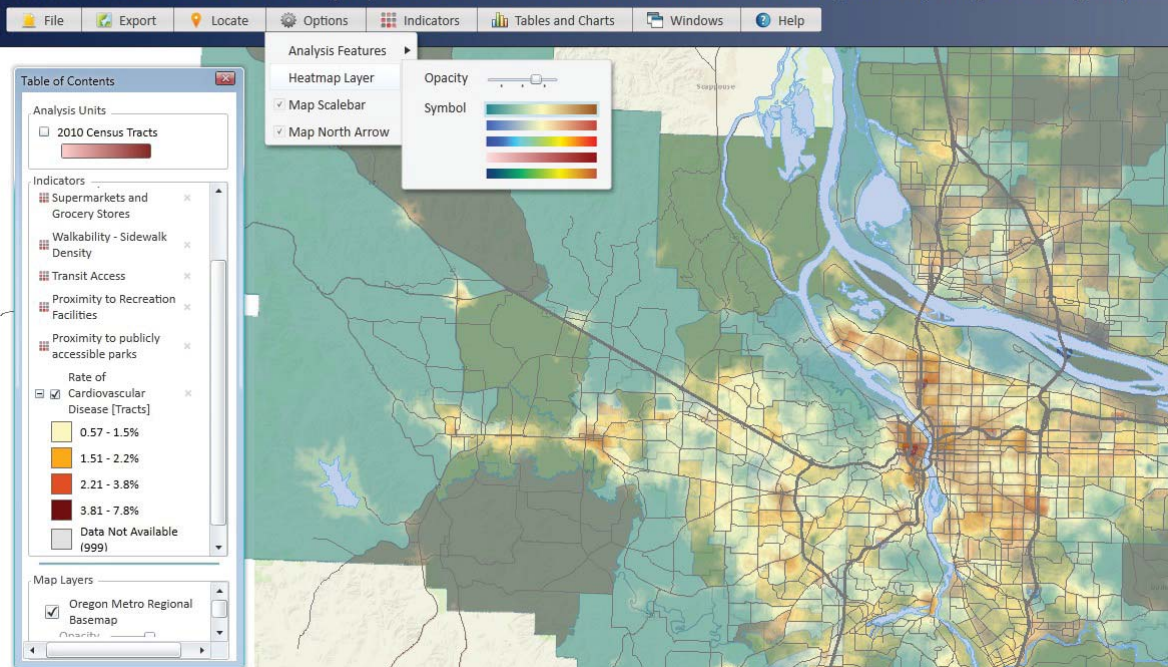 File
Export
Locate
Options
Indicators
Tables and Charts
Windows
Help
Analysis Features
Heatmap Layer
Map Scalebar
Map North Arrow
Opacity
Symbol
Scappoose
Table of Contents
Analysis Units
2010 Census Tracts
Indicators
Supermarkets and
Grocery Stores
Walkability - Sidewalk
Density
Transit Access
Proximity to Recreation
Facilities
Proximity to publicly
accessible parks
Rate of
Cardiovascular
Disease [Tracts]
0.57 - 1.5%
1.51 - 2.2%
2.21 - 3.8%
3.81 - 7.8%
Data Not Available
(999)
Map Layers
Oregon Metro Regional
Basemap
Opacity